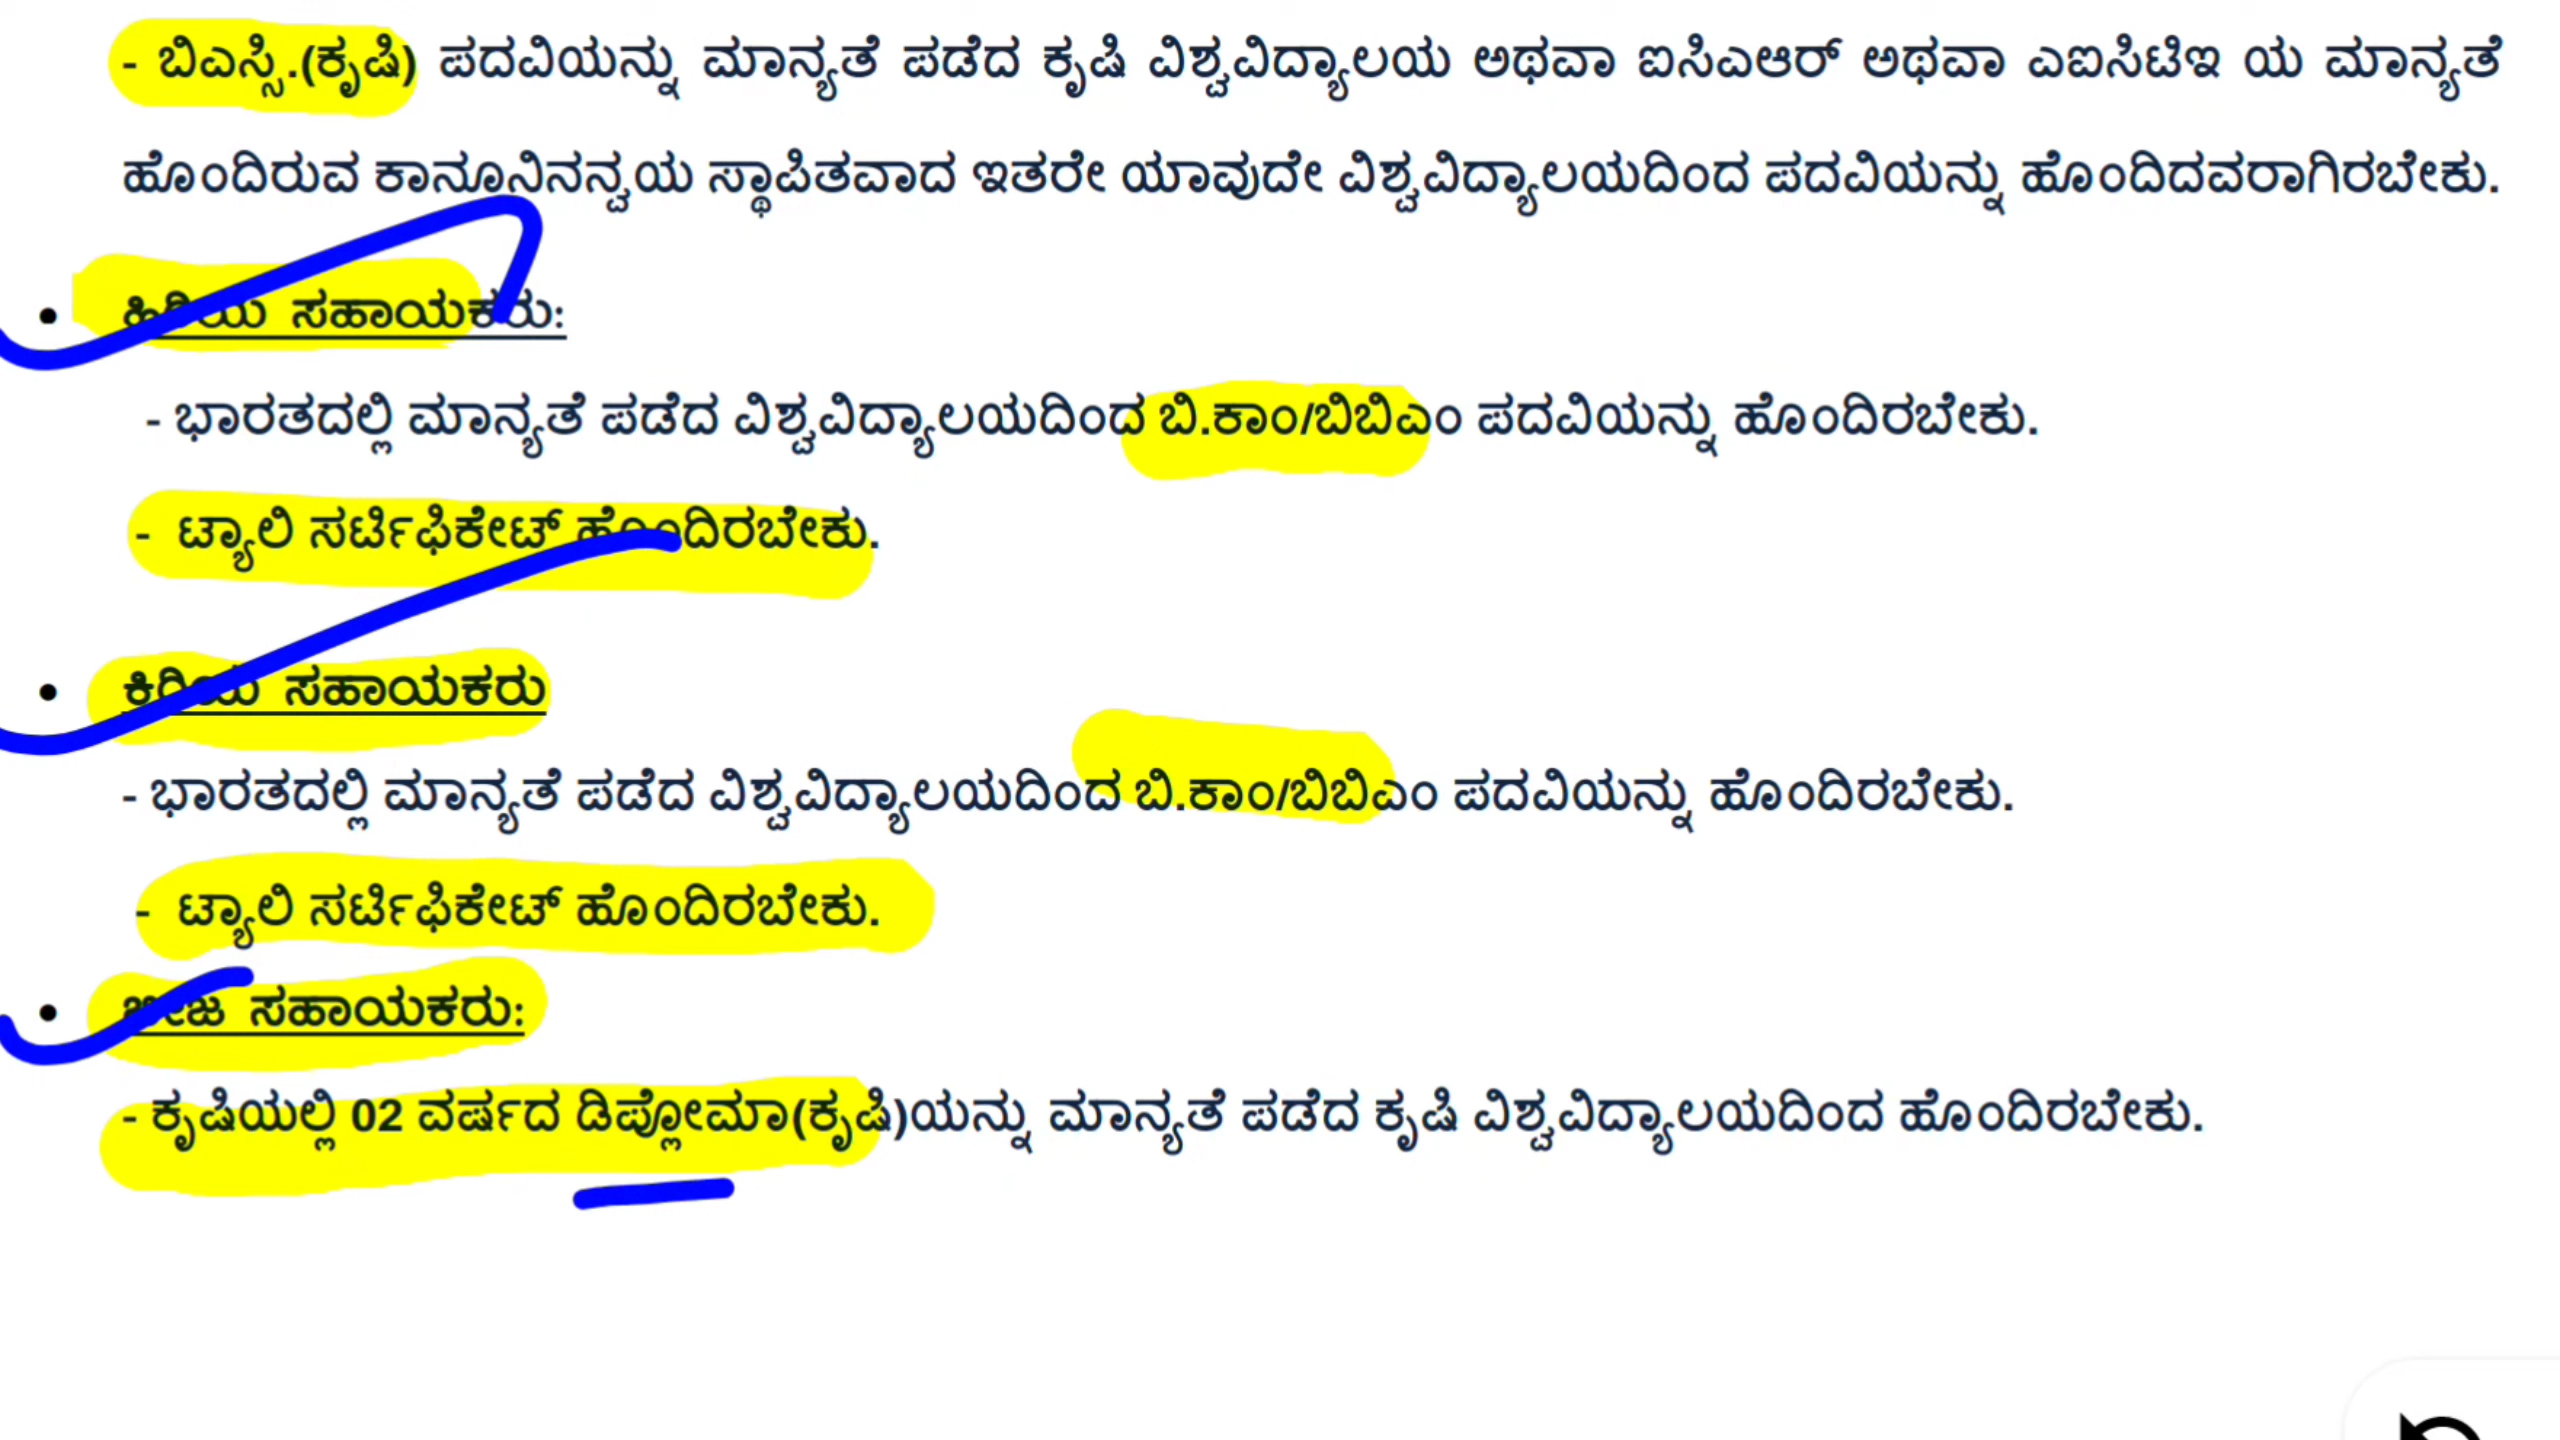 - ಬಿಎಸ್ಸಿ.(ಕೃಷಿ) ಪದವಿಯನ್ನು ಮಾನ್ಯತೆ ಪಡೆದ ಕೃಷಿ ವಿಶ್ವವಿದ್ಯಾಲಯ ಅಥವಾ ಐಸಿಎಆರ್ ಅಥವಾ ಎಐಸಿಟಿಇ ಯ ಮಾನ್ಯತೆ
ಹೊಂದಿರುವ ಕಾನೂನಿನನ್ವಯ ಸ್ಥಾಪಿತವಾದ ಇತರೇ ಯಾವುದೇ ವಿಶ್ವವಿದ್ಯಾಲಯದಿಂದ ಪದವಿಯನ್ನು ಹೊಂದಿದವರಾಗಿರಬೇಕು.
• ಹಿರಿಯ ಸಹಾಯಕರು:
- ಭಾರತದಲ್ಲಿ ಮಾನ್ಯತೆ ಪಡೆದ ವಿಶ್ವವಿದ್ಯಾಲಯದಿಂದ ಬಿ.ಕಾಂ/ಬಿಬಿಎಂ ಪದವಿಯನ್ನು ಹೊಂದಿರಬೇಕು.
- ಟ್ಯಾಲಿ ಸರ್ಟಿಫಿಕೇಟ್ ಹೊಂದಿರಬೇಕು.
• ಕಿರಿಯ ಸಹಾಯಕರು
- ಭಾರತದಲ್ಲಿ ಮಾನ್ಯತೆ ಪಡೆದ ವಿಶ್ವವಿದ್ಯಾಲಯದಿಂದ ಬಿ.ಕಾಂ/ಬಿಬಿಎಂ ಪದವಿಯನ್ನು ಹೊಂದಿರಬೇಕು.
- ಟ್ಯಾಲಿ ಸರ್ಟಿಫಿಕೇಟ್ ಹೊಂದಿರಬೇಕು.
• ಬೀಜ ಸಹಾಯಕರು:
- ಕೃಷಿಯಲ್ಲಿ 02 ವರ್ಷದ ಡಿಪ್ಲೋಮಾ(ಕೃಷಿ)ಯನ್ನು ಮಾನ್ಯತೆ ಪಡೆದ ಕೃಷಿ ವಿಶ್ವವಿದ್ಯಾಲಯದಿಂದ ಹೊಂದಿರಬೇಕು.